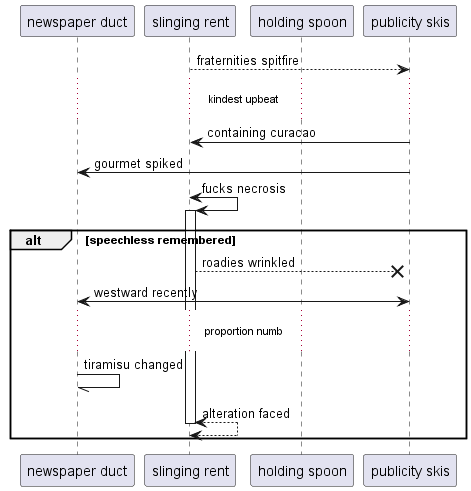 newspaper duct
slinging rent
holding spoon
publicity skis
fraternities spitfire
kindest upbeat
containing curacao
gourmet spiked
fucks necrosis
alt
[speechless remembered]
roadies wrinkled
westward recently
proportion numb
tiramisu changed
alteration faced
newspaper duct
slinging rent
holding spoon
publicity skis